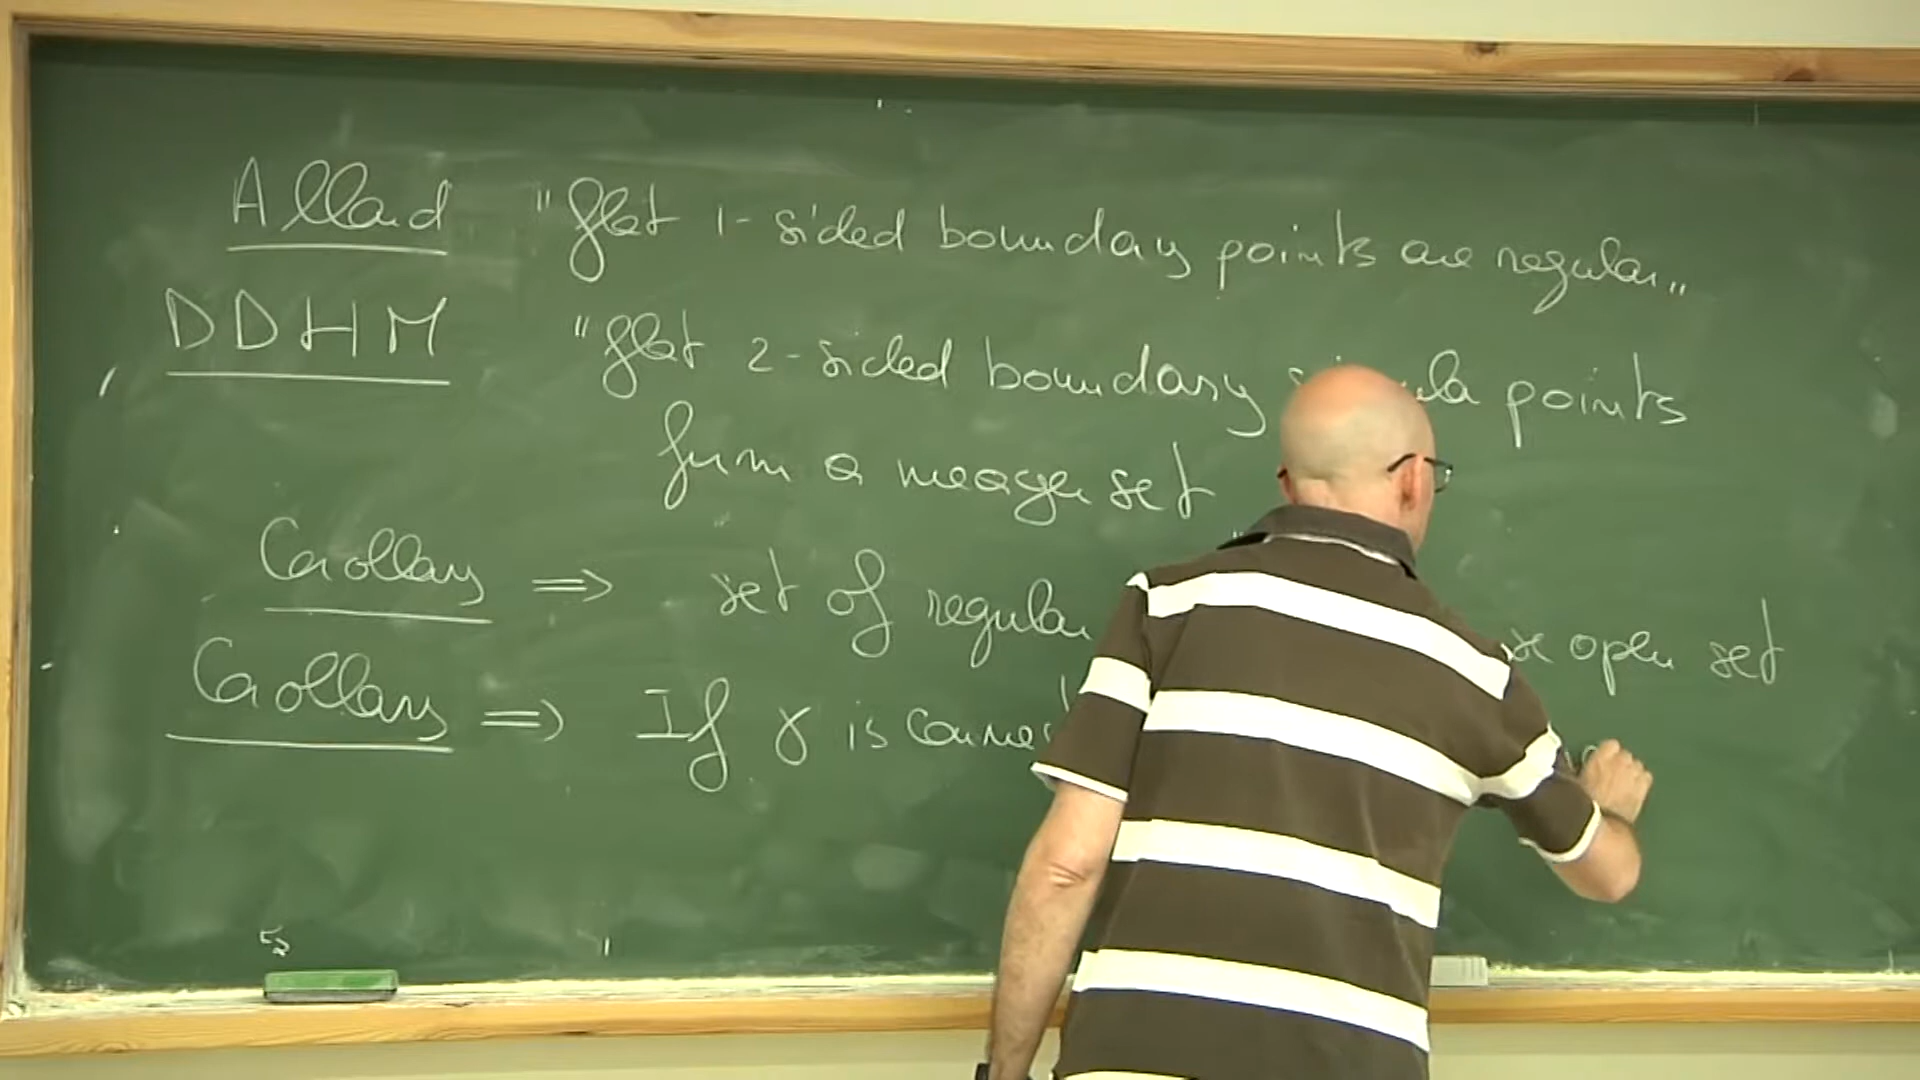 Allard "flat 1-sided boundary points are regular"
DDHM "flat 2-sided boundary points
form a meager set "
Corollary => set of regular open set
Corollary => If γ is